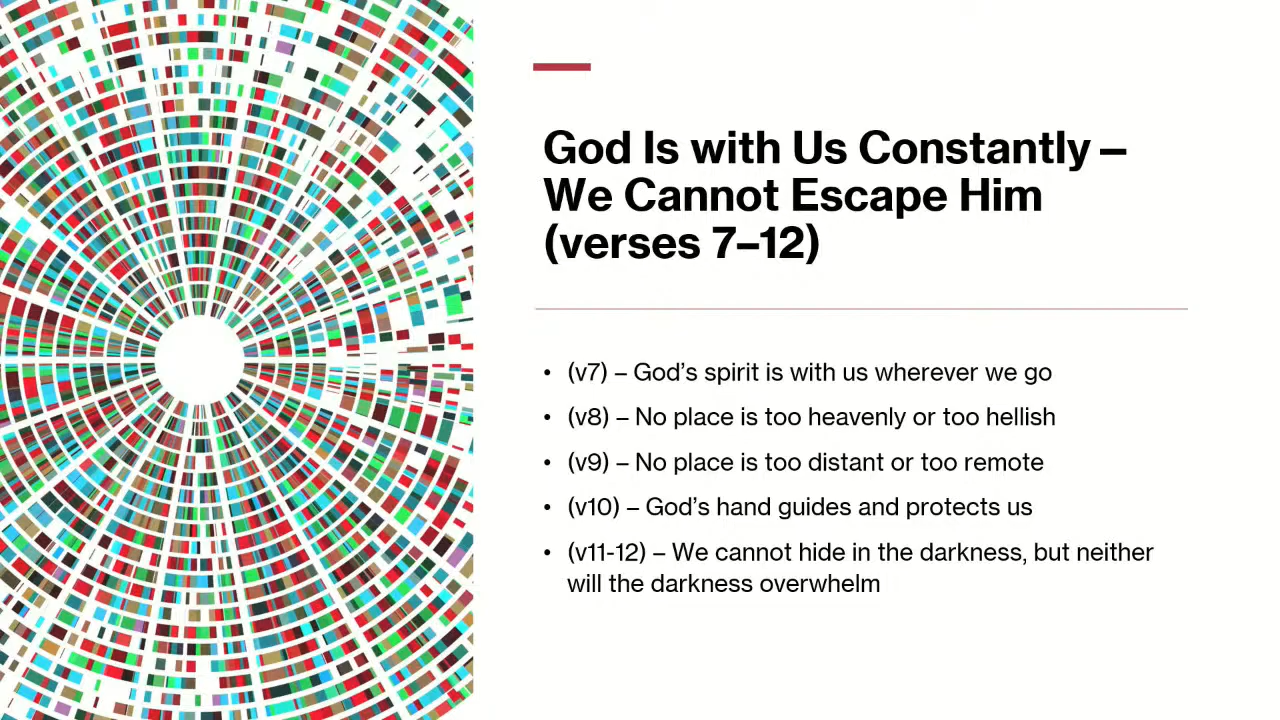 God Is with Us Constantly –
We Cannot Escape Him
(verses 7–12)
• (v7) – God’s spirit is with us wherever we go
• (v8) – No place is too heavenly or too hellish
• (v9) – No place is too distant or too remote
• (v10) – God’s hand guides and protects us
• (v11-12) – We cannot hide in the darkness, but neither
will the darkness overwhelm